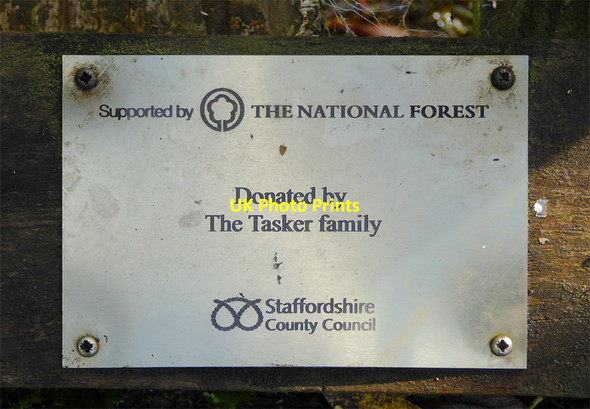 Supported by THE NATIONAL FOREST
Donated by
UK Photo Prints
The Tasker family
Staffordshire
County Council